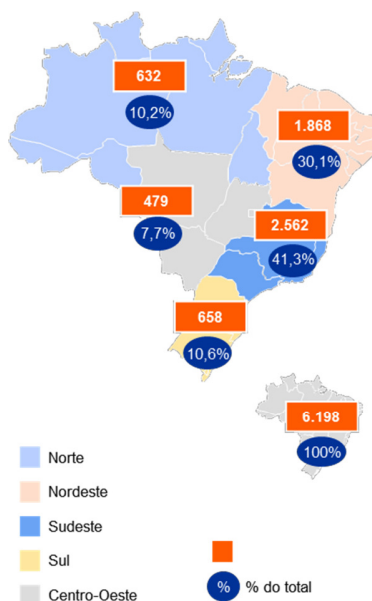 632
10,2%
1.868
30,1%
479
7,7%
2.562
41,3%
658
10,6%
6.198
100%
Norte
Nordeste
Sudeste
Sul
Centro-Oeste
% % do total